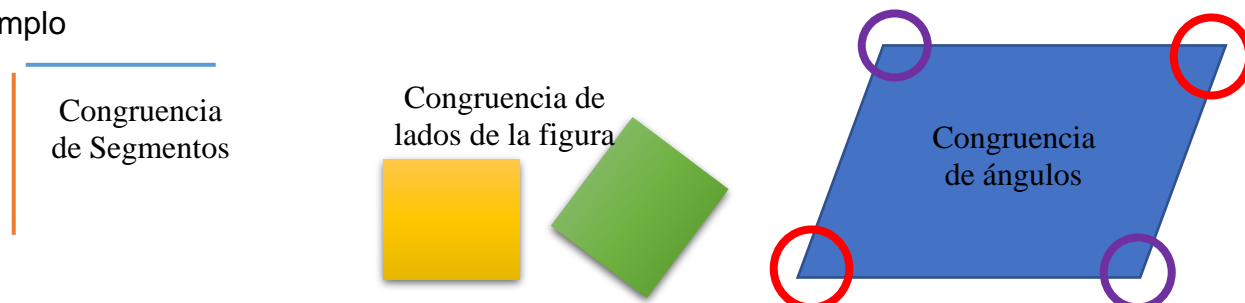 mplo
Congruencia
de Segmentos
Congruencia de
lados de la figura
Congruencia
de ángulos